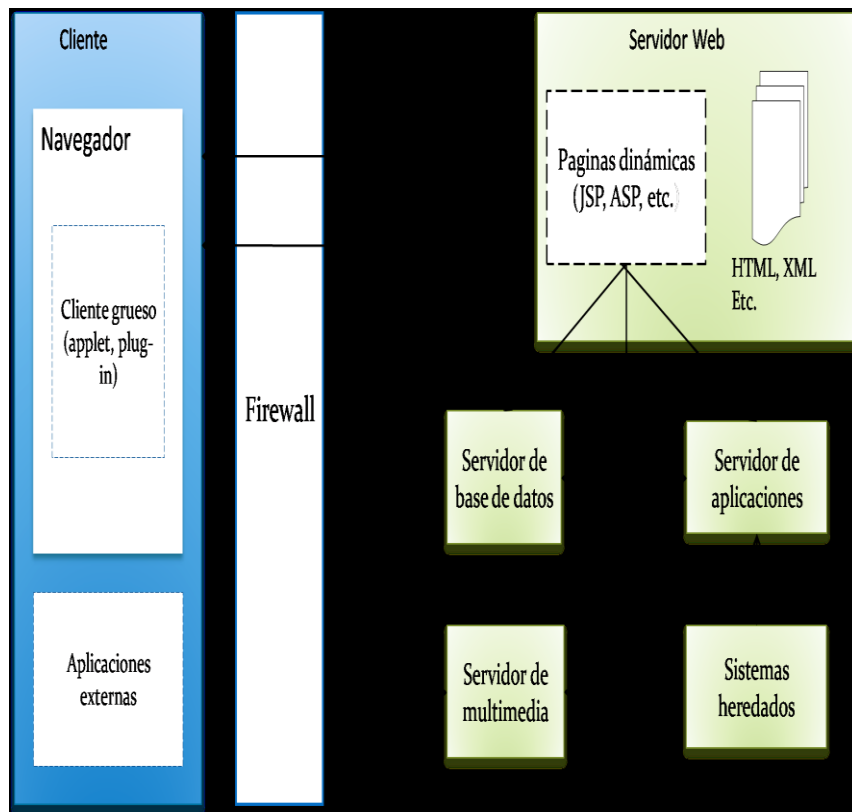 Cliente
Navegador
Cliente grueso
(applet, plug-
in)
Aplicaciones
externas
Firewall
Servidor Web
Paginas dinámicas
(JSP, ASP, etc.)
HTML, XML
Etc.
Servidor de
base de datos
Servidor de
aplicaciones
Servidor de
multimedia
Sistemas
heredados